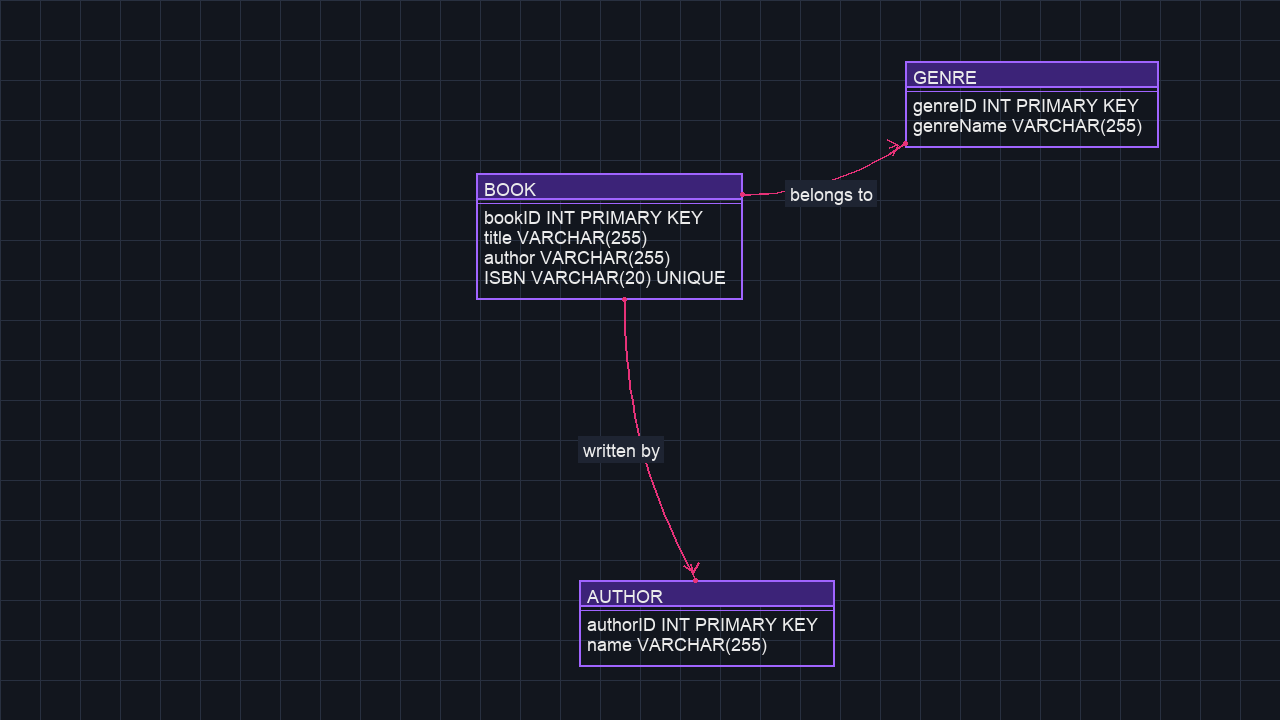 GENRE
genreID INT PRIMARY KEY
genreName VARCHAR(255)
BOOK
bookID INT PRIMARY KEY
title VARCHAR(255)
author VARCHAR(255)
ISBN VARCHAR(20) UNIQUE
belongs to
written by
AUTHOR
authorID INT PRIMARY KEY
name VARCHAR(255)